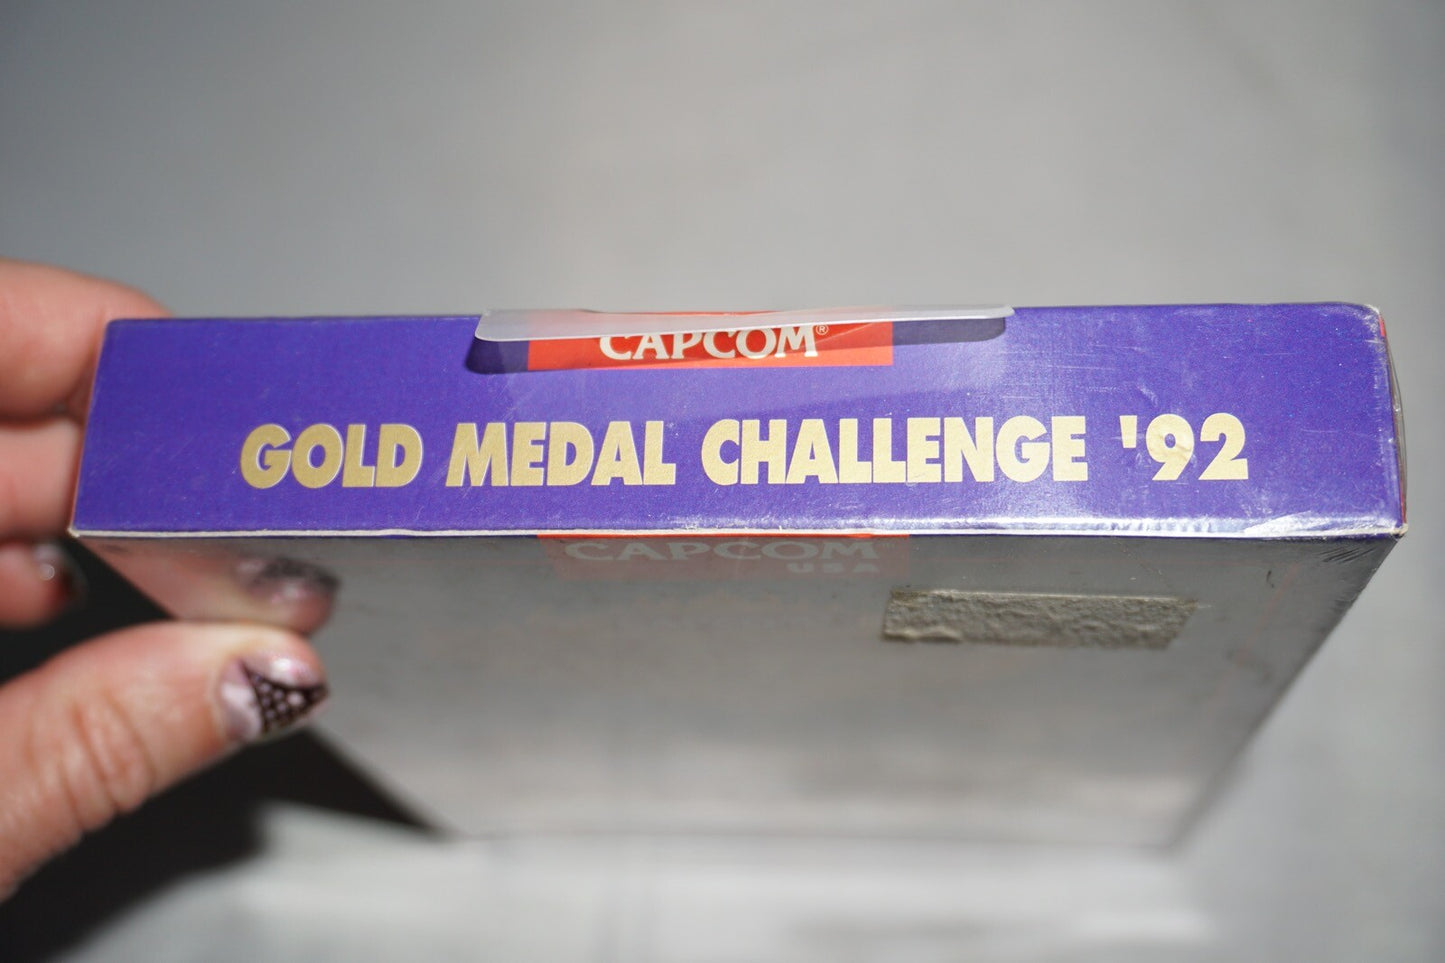 CAPCOM®
GOLD MEDAL CHALLENGE '92
CAPCOM
USA